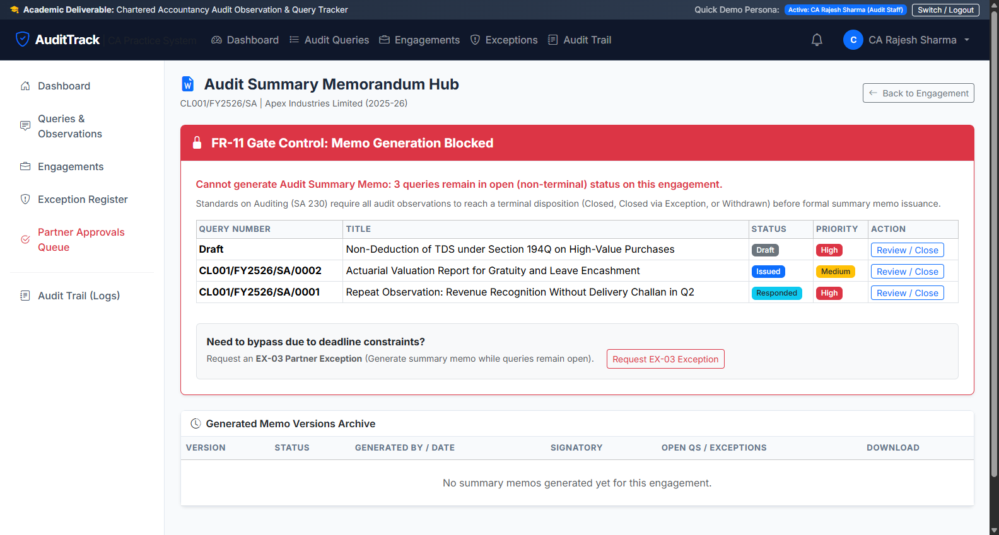 Academic Deliverable: Chartered Accountancy Audit Observation & Query Tracker
Quick Demo Persona: Active: CA Rajesh Sharma (Audit Staff) Switch / Logout
AuditTrack | CA Practice System Dashboard Audit Queries Engagements Exceptions Audit Trail C CA Rajesh Sharma
Dashboard
Queries &
Observations
Engagements
Exception Register
Partner Approvals
Queue
Audit Trail (Logs)
Audit Summary Memorandum Hub
CL001/FY2526/SA | Apex Industries Limited (2025-26)
Back to Engagement
FR-11 Gate Control: Memo Generation Blocked
Cannot generate Audit Summary Memo: 3 queries remain in open (non-terminal) status on this engagement.
Standards on Auditing (SA 230) require all audit observations to reach a terminal disposition (Closed, Closed via Exception, or Withdrawn) before formal summary memo issuance.
QUERY NUMBER TITLE STATUS PRIORITY ACTION
Draft Non-Deduction of TDS under Section 194Q on High-Value Purchases Draft High Review / Close
CL001/FY2526/SA/0002 Actuarial Valuation Report for Gratuity and Leave Encashment Issued Medium Review / Close
CL001/FY2526/SA/0001 Repeat Observation: Revenue Recognition Without Delivery Challan in Q2 Responded High Review / Close
Need to bypass due to deadline constraints?
Request an EX-03 Partner Exception (Generate summary memo while queries remain open). Request EX-03 Exception
Generated Memo Versions Archive
VERSION STATUS GENERATED BY / DATE SIGNATORY OPEN QS / EXCEPTIONS DOWNLOAD
No summary memos generated yet for this engagement.